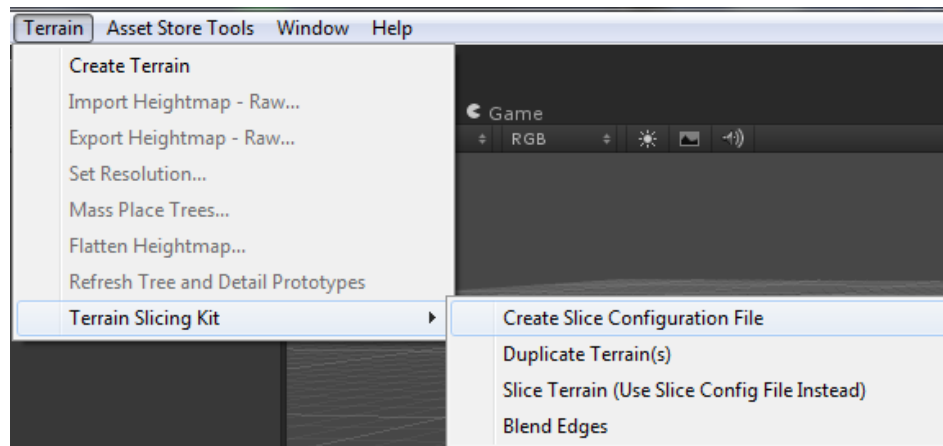 Terrain Asset Store Tools Window Help
Create Terrain
Import Heightmap - Raw...
Export Heightmap - Raw...
Set Resolution...
Mass Place Trees...
Flatten Heightmap...
Refresh Tree and Detail Prototypes
Terrain Slicing Kit
Game
RGB
Create Slice Configuration File
Duplicate Terrain(s)
Slice Terrain (Use Slice Config File Instead)
Blend Edges